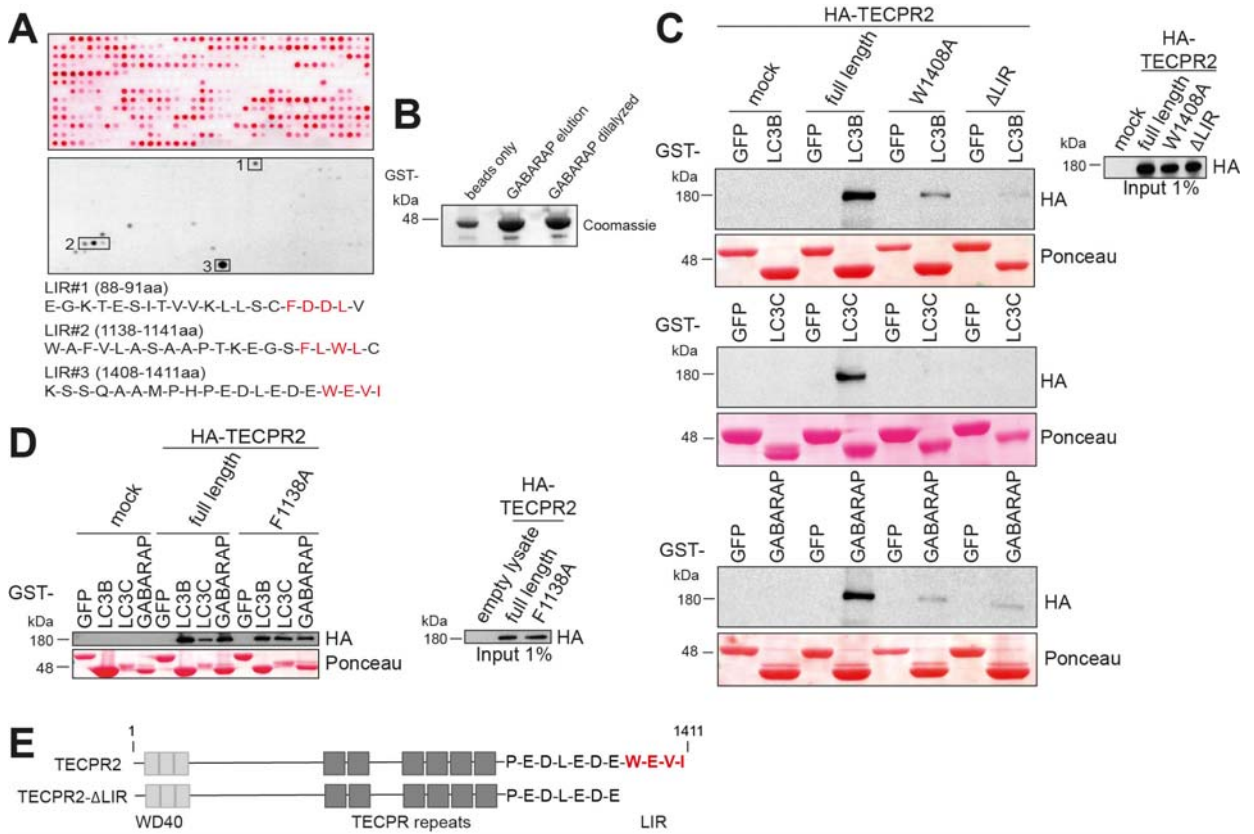 A
1
2
3
LIR#1 (88-91aa)
E-G-K-T-E-S-I-T-V-V-K-L-L-S-C-F-D-D-L-V
LIR#2 (1138-1141aa)
W-A-F-V-L-A-S-A-A-P-T-K-E-G-S-F-L-W-L-C
LIR#3 (1408-1411aa)
K-S-S-Q-A-A-M-P-H-P-E-D-L-E-D-E-W-E-V-I
B
beads only
GABARAP elution
GABARAP dilalyzed
GST-
kDa
48
Coomassie
C
HA-TECPR2
mock
full length
W1408A
ΔLIR
GST-
GFP LC3B GFP LC3B GFP LC3B GFP LC3B
kDa
180
HA
48
Ponceau
GST-
GFP LC3C GFP LC3C GFP LC3C GFP LC3C
kDa
180
HA
48
Ponceau
GST-
GFP GABARAP GFP GABARAP GFP GABARAP GFP GABARAP
kDa
180
HA
48
Ponceau
HA-
TECPR2
mock
full length
W1408A
ΔLIR
kDa
180
HA
Input 1%
D
HA-TECPR2
mock
full length
F1138A
GST-
GFP LC3B LC3C GABARAP GFP LC3B LC3C GABARAP GFP LC3B LC3C GABARAP
kDa
180
HA
48
Ponceau
HA-
TECPR2
empty lysate
full length
F1138A
kDa
180
HA
Input 1%
E
1
1411
TECPR2
P-E-D-L-E-D-E-W-E-V-I
TECPR2-ΔLIR
P-E-D-L-E-D-E
WD40
TECPR repeats
LIR